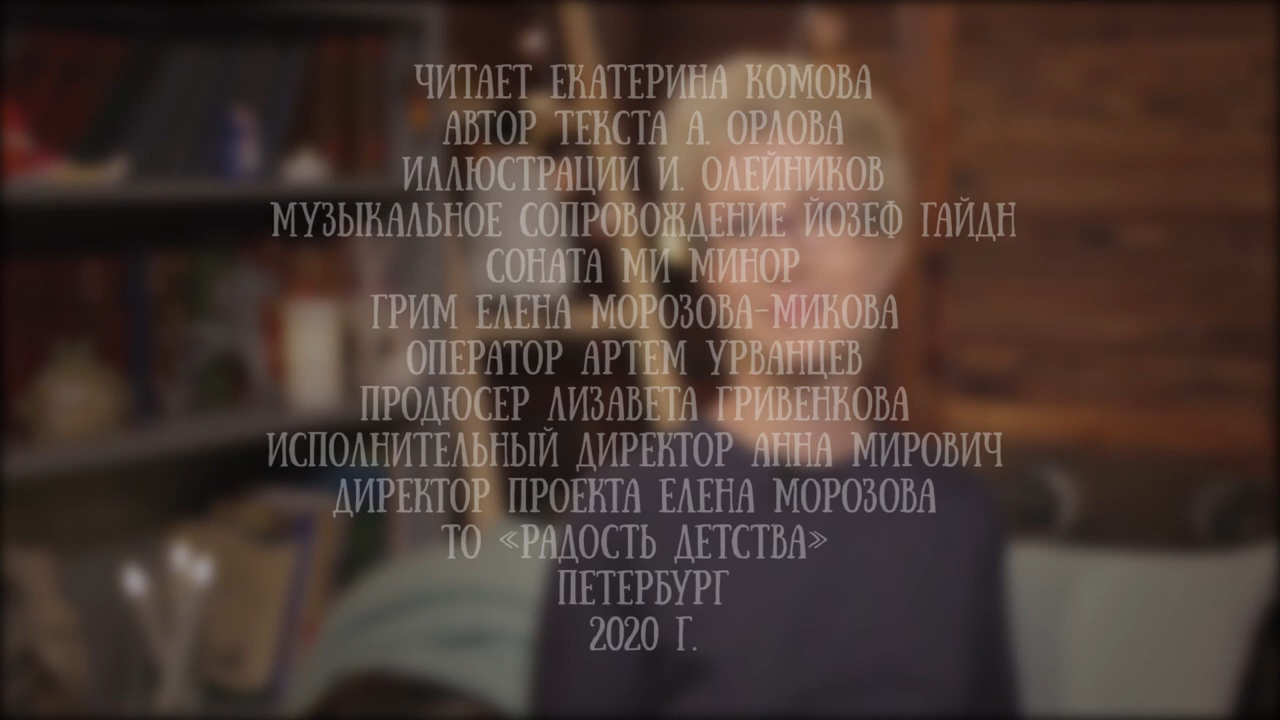 ЧИТАЕТ ЕКАТЕРИНА КОМОВА
АВТОР ТЕКСТА А. ОРЛОВА
ИЛЛЮСТРАЦИИ И. ОЛЕЙНИКОВ
МУЗЫКАЛЬНОЕ СОПРОВОЖДЕНИЕ ЙОЗЕФ ГАЙДН
СОНАТА МИ МИНОР
ГРИМ ЕЛЕНА МОРОЗОВА-МИКОВА
ОПЕРАТОР АРТЕМ УРВАНЦЕВ
ПРОДЮСЕР ЛИЗАВЕТА ГРИВЕНКОВА
ИСПОЛНИТЕЛЬНЫЙ ДИРЕКТОР АННА МИРОВИЧ
ДИРЕКТОР ПРОЕКТА ЕЛЕНА МОРОЗОВА
ТО «РАДОСТЬ ДЕТСТВА»
ПЕТЕРБУРГ
2020 Г.